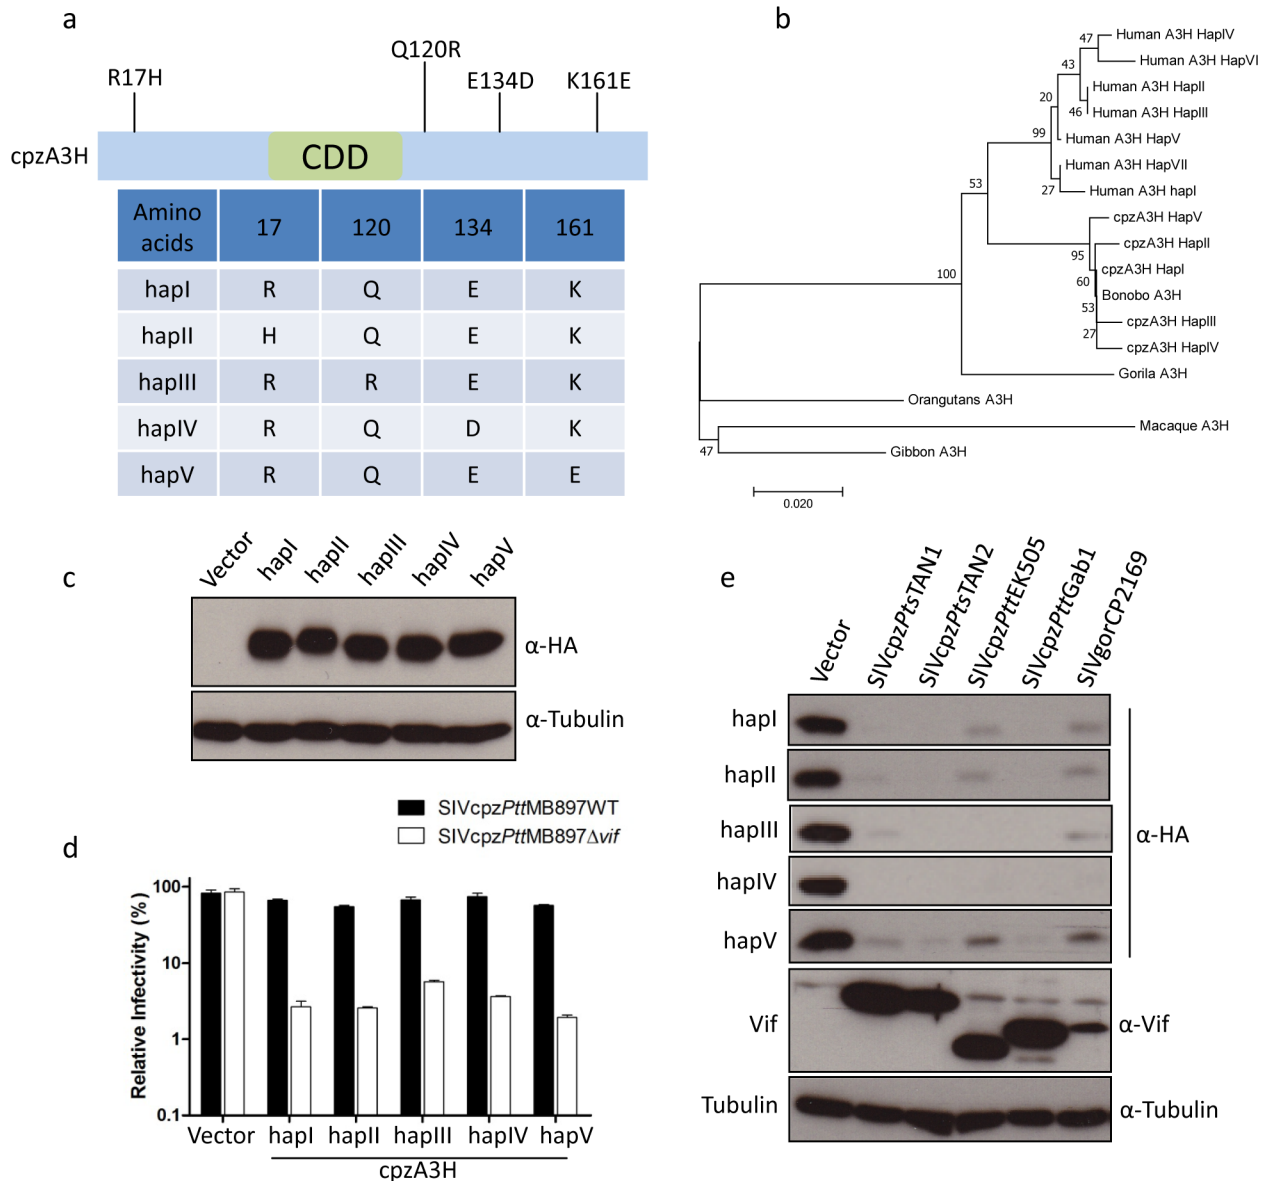 a
R17H
Q120R
E134D
K161E
cpzA3H
CDD
Amino acids 17 120 134 161
hapI R Q E K
hapII H Q E K
hapIII R R E K
hapIV R Q D K
hapV R Q E E
b
47
Human A3H HapIV
Human A3H HapVI
43
Human A3H HapII
20
46
Human A3H HapIII
99
Human A3H HapV
Human A3H HapVII
27
Human A3H hapI
53
cpzA3H HapV
cpzA3H HapII
95
cpzA3H HapI
60
Bonobo A3H
53
cpzA3H HapIII
27
cpzA3H HapIV
100
Gorila A3H
Orangutans A3H
Macaque A3H
47
Gibbon A3H
0.020
c
Vector hapI hapII hapIII hapIV hapV
α-HA
α-Tubulin
d
SIVcpzPttMB897WT
SIVcpzPttMB897Δvif
Relative Infectivity (%)
100
10
1
0.1
Vector hapI hapII hapIII hapIV hapV
cpzA3H
e
Vector SIVcpzPtsTAN1 SIVcpzPtsTAN2 SIVcpzPttEK505 SIVcpzPttGab1 SIVgorCP2169
hapI
hapII
hapIII
hapIV
hapV
α-HA
Vif
α-Vif
Tubulin
α-Tubulin